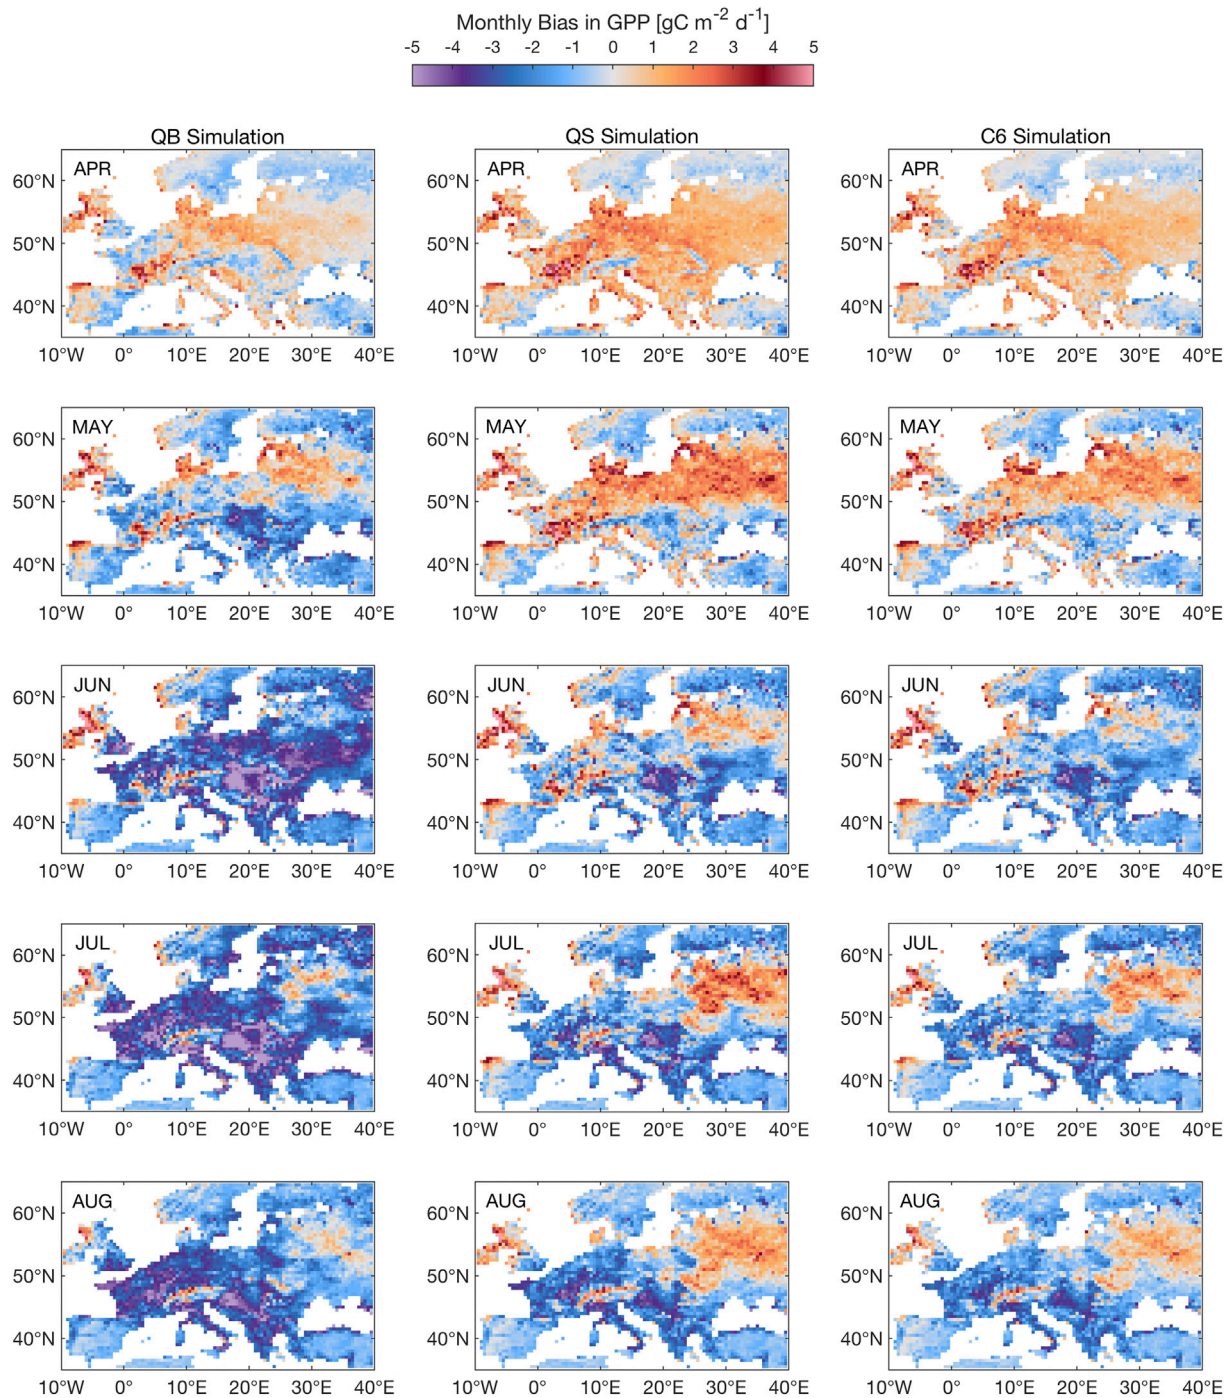 Monthly Bias in GPP [gC m⁻² d⁻¹]
-5 -4 -3 -2 -1 0 1 2 3 4 5
QB Simulation QS Simulation C6 Simulation
APR APR APR
60°N 60°N 60°N
50°N 50°N 50°N
40°N 40°N 40°N
10°W 0° 10°E 20°E 30°E 40°E 10°W 0° 10°E 20°E 30°E 40°E 10°W 0° 10°E 20°E 30°E 40°E
MAY MAY MAY
60°N 60°N 60°N
50°N 50°N 50°N
40°N 40°N 40°N
10°W 0° 10°E 20°E 30°E 40°E 10°W 0° 10°E 20°E 30°E 40°E 10°W 0° 10°E 20°E 30°E 40°E
JUN JUN JUN
60°N 60°N 60°N
50°N 50°N 50°N
40°N 40°N 40°N
10°W 0° 10°E 20°E 30°E 40°E 10°W 0° 10°E 20°E 30°E 40°E 10°W 0° 10°E 20°E 30°E 40°E
JUL JUL JUL
60°N 60°N 60°N
50°N 50°N 50°N
40°N 40°N 40°N
10°W 0° 10°E 20°E 30°E 40°E 10°W 0° 10°E 20°E 30°E 40°E 10°W 0° 10°E 20°E 30°E 40°E
AUG AUG AUG
60°N 60°N 60°N
50°N 50°N 50°N
40°N 40°N 40°N
10°W 0° 10°E 20°E 30°E 40°E 10°W 0° 10°E 20°E 30°E 40°E 10°W 0° 10°E 20°E 30°E 40°E